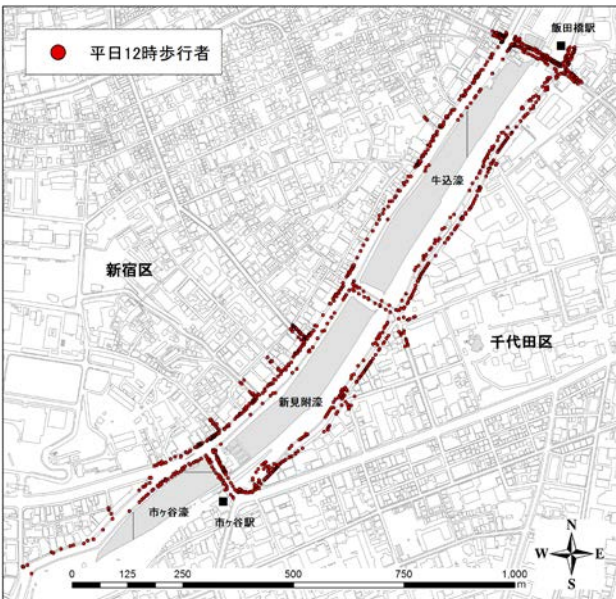 平日12時歩行者
飯田橋駅
牛込濠
新宿区
千代田区
新見附濠
市ヶ谷濠
市ヶ谷駅
N
W E
S
0 125 250 500 750 1,000
m